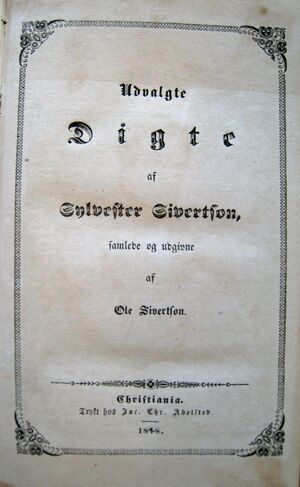 Udvalgte
Digte
af
Sylvester Sivertson,
samlede og udgivne
af
Ole Sivertson.
Christiania.
Trykt hos Jac. Chr. Abelsted.
1848.